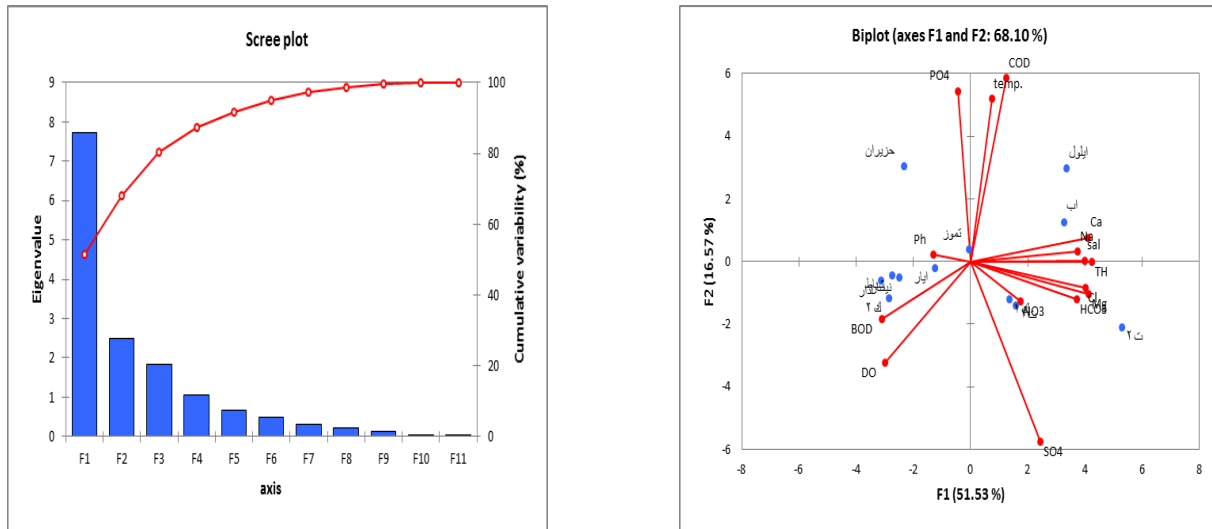 Scree plot
9
8
7
6
5
4
3
2
1
0
Eigenvalue
100
80
60
40
20
0
Cumulative variability (%)
F1 F2 F3 F4 F5 F6 F7 F8 F9 F10 F11
axis
Biplot (axes F1 and F2: 68.10 %)
6
4
2
0
-2
-4
-6
F2 (16.57 %)
COD
PO4
temp.
حزيران
ايلول
اب
Ca
Na
sal
تموز
Ph
TH
ايار
Cl
Mg
HCO3
NO3
ك ٢
BOD
ت ٢
DO
SO4
-8 -6 -4 -2 0 2 4 6 8
F1 (51.53 %)